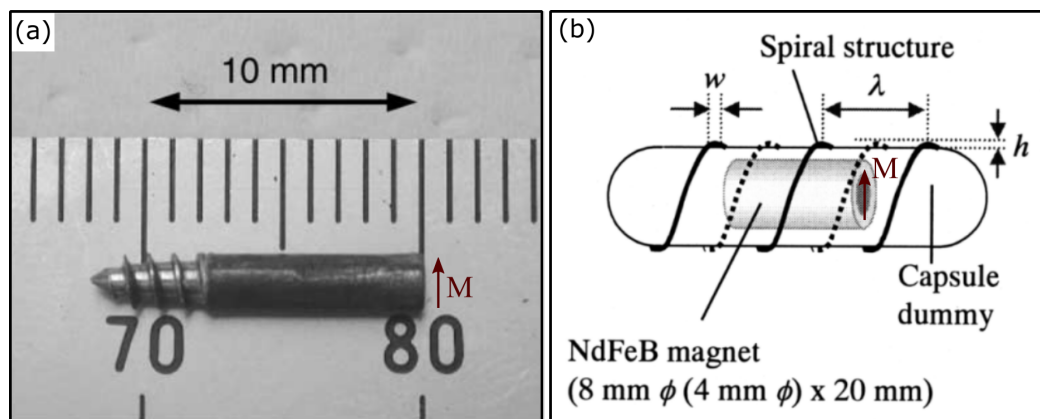 (a)
10 mm
M
70
80
(b)
Spiral structure
w
λ
h
M
Capsule
dummy
NdFeB magnet
(8 mm ϕ (4 mm ϕ) x 20 mm)